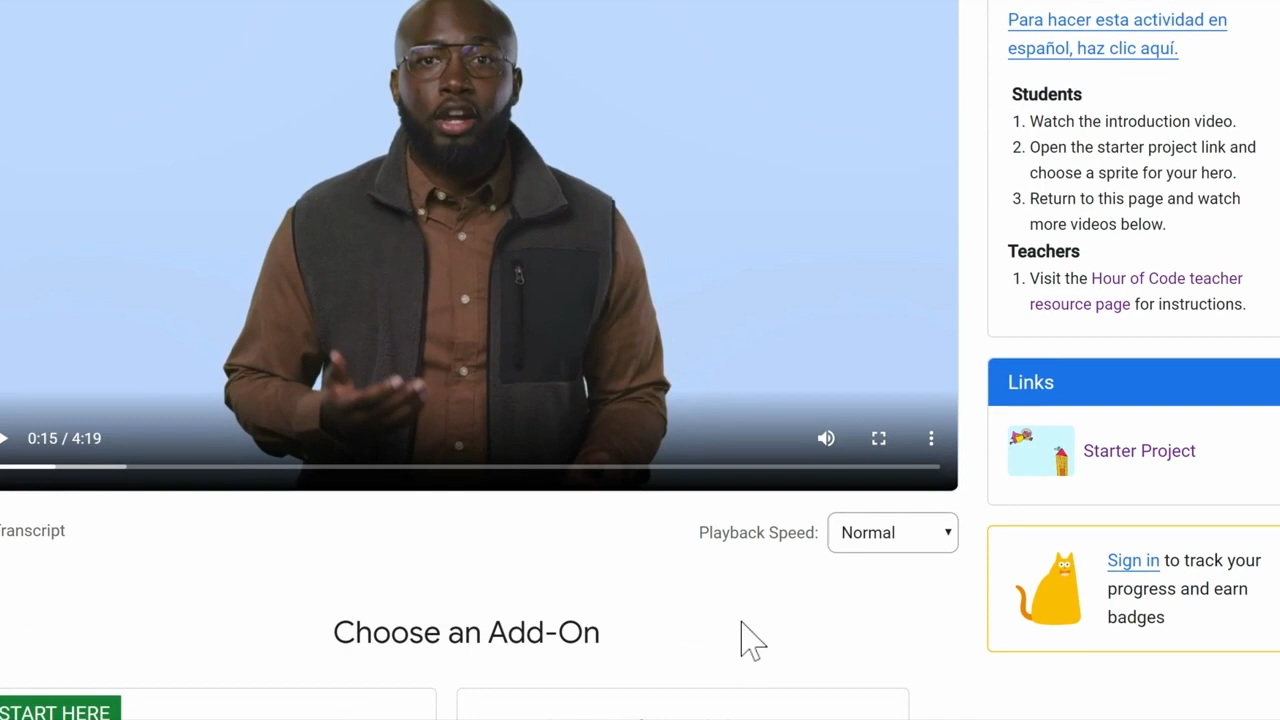 Para hacer esta actividad en
español, haz clic aquí.
Students
1. Watch the introduction video.
2. Open the starter project link and
choose a sprite for your hero.
3. Return to this page and watch
more videos below.
Teachers
1. Visit the Hour of Code teacher
resource page for instructions.
Links
Starter Project
Sign in to track your
progress and earn
badges
0:15 / 4:19
Transcript
Playback Speed: Normal
Choose an Add-On
START HERE